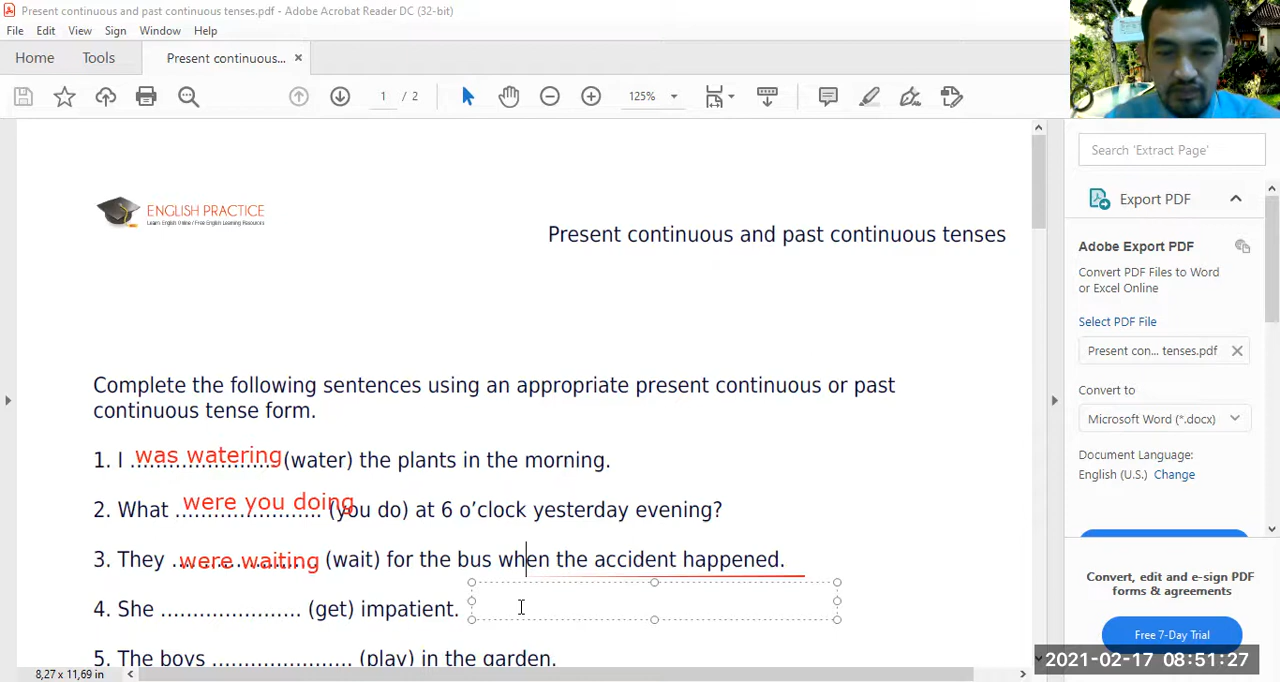 Present continuous and past continuous tenses.pdf - Adobe Acrobat Reader DC (32-bit)
File Edit View Sign Window Help
Home Tools Present continuous... ×
1 / 2 125%
Search 'Extract Page'
ENGLISH PRACTICE
Learn English Online / Free English Learning Resources
Export PDF
Present continuous and past continuous tenses
Adobe Export PDF
Convert PDF Files to Word
or Excel Online
Select PDF File
Present con... tenses.pdf
Complete the following sentences using an appropriate present continuous or past
continuous tense form.
Convert to
Microsoft Word (*.docx)
Document Language:
English (U.S.) Change
1. I was watering (water) the plants in the morning.
2. What were you doing (you do) at 6 o’clock yesterday evening?
3. They were waiting (wait) for the bus when the accident happened.
4. She ...................... (get) impatient.
5. The boys ...................... (play) in the garden.
Convert, edit and e-sign PDF
forms & agreements
Free 7-Day Trial
2021-02-17 08:51:27
8,27 x 11,69 in